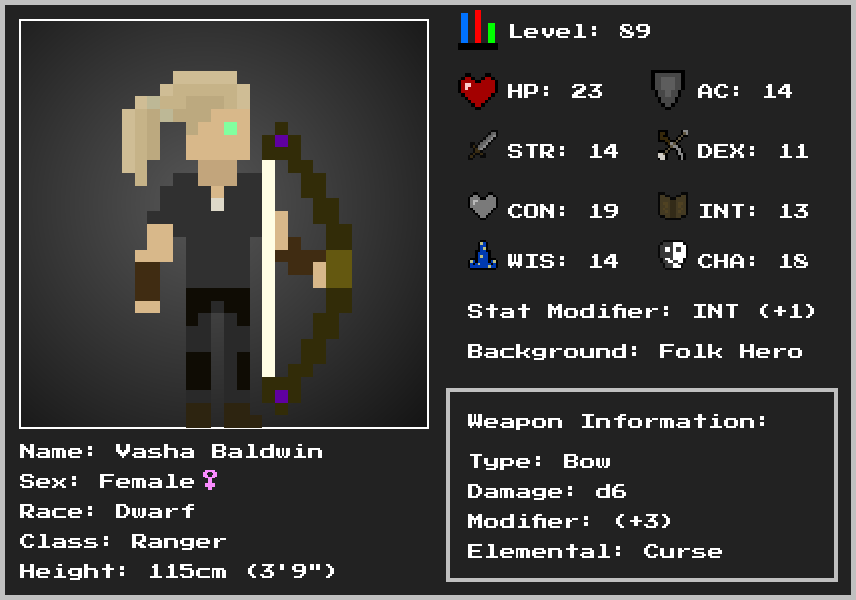 Level: 89
HP: 23
AC: 14
STR: 14
DEX: 11
CON: 19
INT: 13
WIS: 14
CHA: 18
Stat Modifier: INT (+1)
Background: Folk Hero
Weapon Information:
Type: Bow
Damage: d6
Modifier: (+3)
Elemental: Curse
Name: Vasha Baldwin
Sex: Female♀
Race: Dwarf
Class: Ranger
Height: 115cm (3'9")